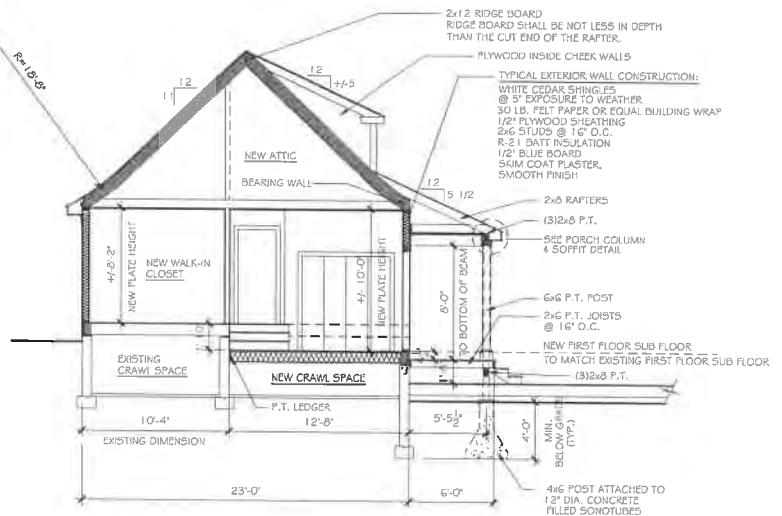 2x12 RIDGE BOARD
RIDGE BOARD SHALL BE NOT LESS IN DEPTH
THAN THE CUT END OF THE RAFTER.
PLYWOOD INSIDE CHEEK WALLS
R=18'-8"
12
11
12
+/-5
TYPICAL EXTERIOR WALL CONSTRUCTION:
WHITE CEDAR SHINGLES
@ 5" EXPOSURE TO WEATHER
30 LB. FELT PAPER OR EQUAL BUILDING WRAP
1/2" PLYWOOD SHEATHING
2x6 STUDS @ 16" O.C.
R-21 BATT INSULATION
1/2" BLUE BOARD
SKIM COAT PLASTER,
SMOOTH FINISH
NEW ATTIC
BEARING WALL
12
5 1/2
2x8 RAFTERS
(3)2x8 P.T.
SEE PORCH COLUMN
& SOFFIT DETAIL
+/-8'-2"
NEW PLATE HEIGHT
NEW WALK-IN
CLOSET
+/- 10'-0"
NEW PLATE HEIGHT
8'-0"
TO BOTTOM OF BEAM
6x6 P.T. POST
2x6 P.T. JOISTS
@ 16" O.C.
NEW FIRST FLOOR SUB FLOOR
TO MATCH EXISTING FIRST FLOOR SUB FLOOR
(3)2x8 P.T.
EXISTING
CRAWL SPACE
NEW CRAWL SPACE
P.T. LEDGER
10'-4"
12'-8"
5'-5 1/2"
EXISTING DIMENSION
4'-0"
MIN.
BELOW GRADE
(TYP.)
23'-0"
6'-0"
4x6 POST ATTACHED TO
12" DIA. CONCRETE
FILLED SONOTUBES